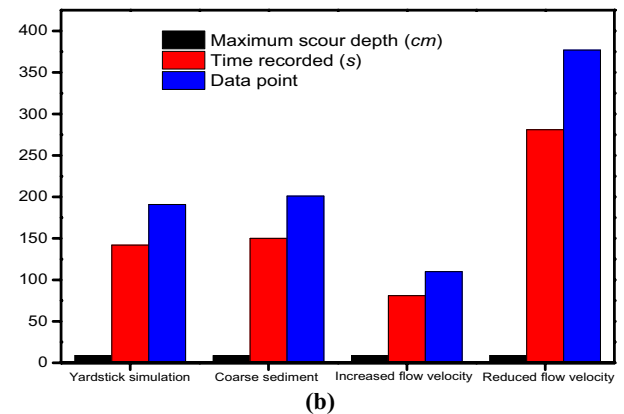 400
350
300
250
200
150
100
50
0
Maximum scour depth (cm)
Time recorded (s)
Data point
Yardstick simulation Coarse sediment Increased flow velocity Reduced flow velocity
(b)